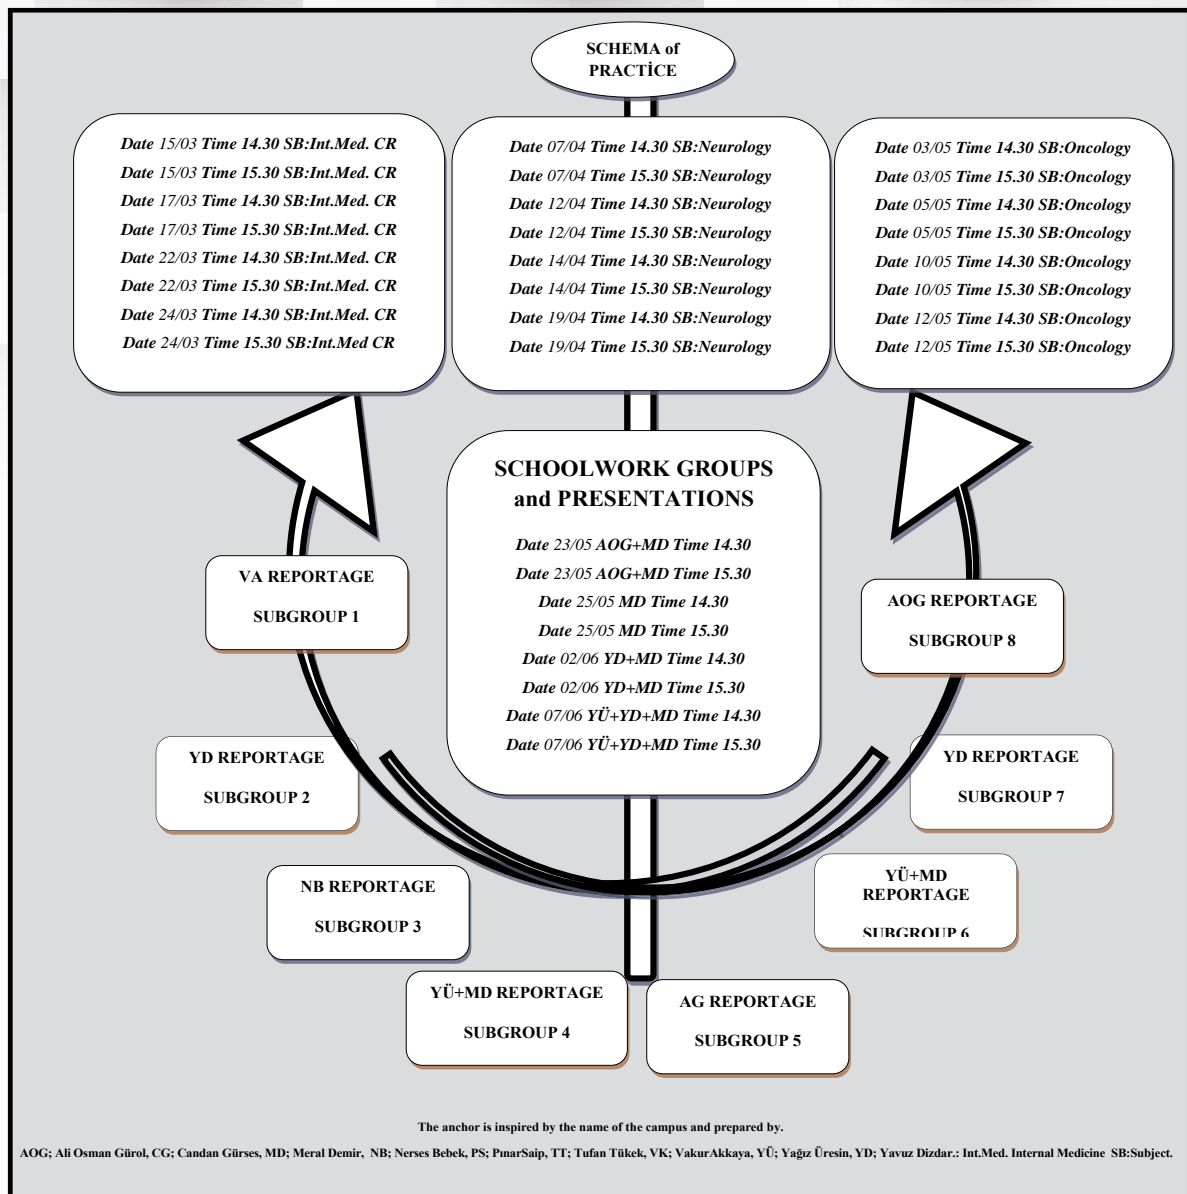 SCHEMA of
PRACTİCE
Date 15/03 Time 14.30 SB:Int.Med. CR
Date 15/03 Time 15.30 SB:Int.Med. CR
Date 17/03 Time 14.30 SB:Int.Med. CR
Date 17/03 Time 15.30 SB:Int.Med. CR
Date 22/03 Time 14.30 SB:Int.Med. CR
Date 22/03 Time 15.30 SB:Int.Med. CR
Date 24/03 Time 14.30 SB:Int.Med. CR
Date 24/03 Time 15.30 SB:Int.Med CR
Date 07/04 Time 14.30 SB:Neurology
Date 07/04 Time 15.30 SB:Neurology
Date 12/04 Time 14.30 SB:Neurology
Date 12/04 Time 15.30 SB:Neurology
Date 14/04 Time 14.30 SB:Neurology
Date 14/04 Time 15.30 SB:Neurology
Date 19/04 Time 14.30 SB:Neurology
Date 19/04 Time 15.30 SB:Neurology
Date 03/05 Time 14.30 SB:Oncology
Date 03/05 Time 15.30 SB:Oncology
Date 05/05 Time 14.30 SB:Oncology
Date 05/05 Time 15.30 SB:Oncology
Date 10/05 Time 14.30 SB:Oncology
Date 10/05 Time 15.30 SB:Oncology
Date 12/05 Time 14.30 SB:Oncology
Date 12/05 Time 15.30 SB:Oncology
SCHOOLWORK GROUPS
and PRESENTATIONS
Date 23/05 AOG+MD Time 14.30
Date 23/05 AOG+MD Time 15.30
Date 25/05 MD Time 14.30
Date 25/05 MD Time 15.30
Date 02/06 YD+MD Time 14.30
Date 02/06 YD+MD Time 15.30
Date 07/06 YÜ+YD+MD Time 14.30
Date 07/06 YÜ+YD+MD Time 15.30
VA REPORTAGE
SUBGROUP 1
YD REPORTAGE
SUBGROUP 2
NB REPORTAGE
SUBGROUP 3
YÜ+MD REPORTAGE
SUBGROUP 4
AG REPORTAGE
SUBGROUP 5
YÜ+MD
REPORTAGE
SUBGROUP 6
YD REPORTAGE
SUBGROUP 7
AOG REPORTAGE
SUBGROUP 8
The anchor is inspired by the name of the campus and prepared by.
AOG; Ali Osman Gürol, CG; Candan Gürses, MD; Meral Demir, NB; Nerses Bebek, PS; PınarSaip, TT; Tufan Tükek, VK; VakurAkkaya, YÜ; Yağız Üresin, YD; Yavuz Dizdar.: Int.Med. Internal Medicine SB:Subject.